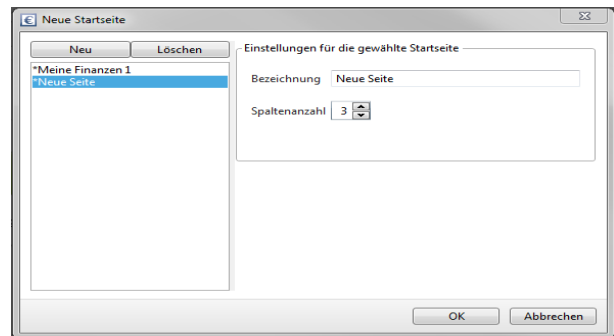 Neue Startseite
Neu Löschen
*Meine Finanzen 1
*Neue Seite
Einstellungen für die gewählte Startseite
Bezeichnung Neue Seite
Spaltenanzahl 3
OK Abbrechen